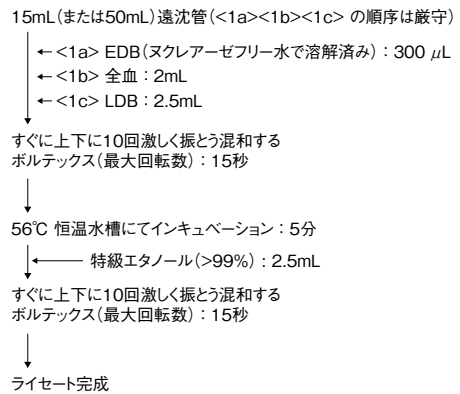 15mL(または50mL)遠沈管(<1a><1b><1c> の順序は厳守)
<1a> EDB(ヌクレアーゼフリー水で溶解済み):300 μL
<1b> 全血:2mL
<1c> LDB:2.5mL
すぐに上下に10回激しく振とう混和する
ボルテックス(最大回転数):15秒
56℃ 恒温水槽にてインキュベーション:5分
特級エタノール(>99%):2.5mL
すぐに上下に10回激しく振とう混和する
ボルテックス(最大回転数):15秒
ライセート完成